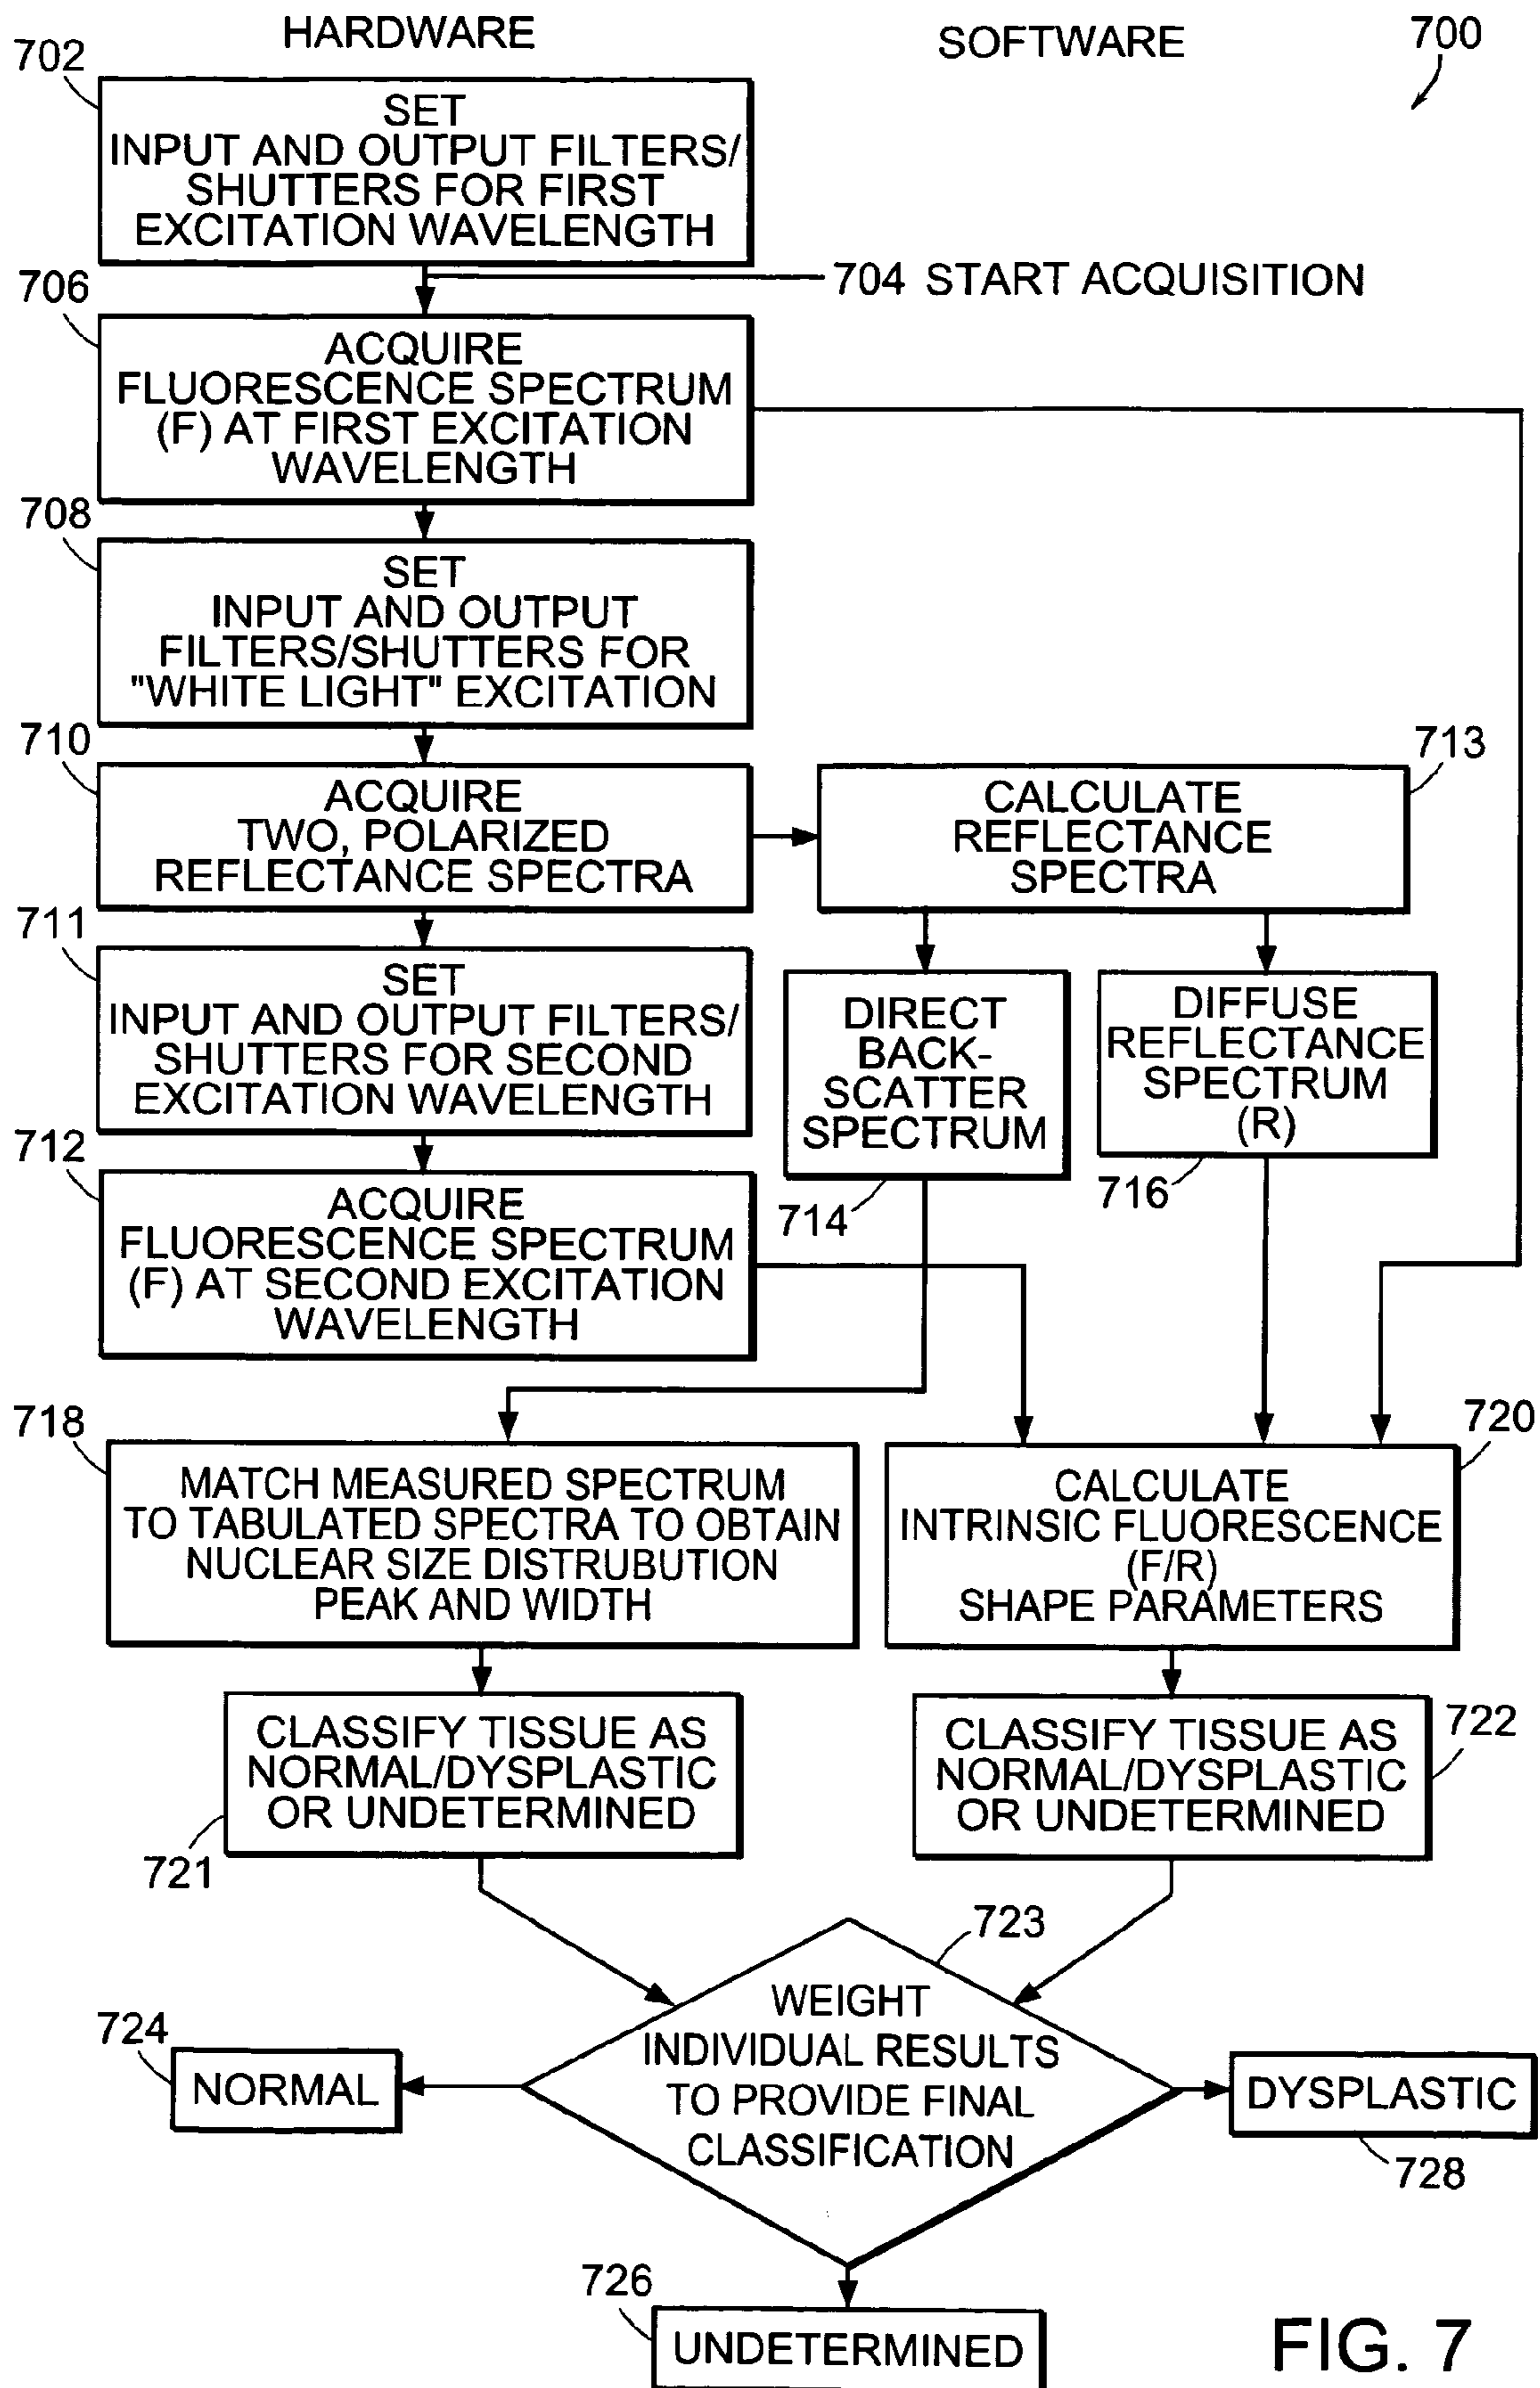 HARDWARE
SOFTWARE
700
702
SET
INPUT AND OUTPUT FILTERS/
SHUTTERS FOR FIRST
EXCITATION WAVELENGTH
704 START ACQUISITION
706
ACQUIRE
FLUORESCENCE SPECTRUM
(F) AT FIRST EXCITATION
WAVELENGTH
708
SET
INPUT AND OUTPUT
FILTERS/SHUTTERS FOR
"WHITE LIGHT" EXCITATION
710
ACQUIRE
TWO, POLARIZED
REFLECTANCE SPECTRA
713
CALCULATE
REFLECTANCE
SPECTRA
711
SET
INPUT AND OUTPUT FILTERS/
SHUTTERS FOR SECOND
EXCITATION WAVELENGTH
DIRECT
BACK-
SCATTER
SPECTRUM
714
DIFFUSE
REFLECTANCE
SPECTRUM
(R)
716
712
ACQUIRE
FLUORESCENCE SPECTRUM
(F) AT SECOND EXCITATION
WAVELENGTH
718
MATCH MEASURED SPECTRUM
TO TABULATED SPECTRA TO OBTAIN
NUCLEAR SIZE DISTRUBUTION
PEAK AND WIDTH
720
CALCULATE
INTRINSIC FLUORESCENCE
(F/R)
SHAPE PARAMETERS
CLASSIFY TISSUE AS
NORMAL/DYSPLASTIC
OR UNDETERMINED
721
722
CLASSIFY TISSUE AS
NORMAL/DYSPLASTIC
OR UNDETERMINED
723
WEIGHT
INDIVIDUAL RESULTS
TO PROVIDE FINAL
CLASSIFICATION
724
NORMAL
DYSPLASTIC
728
726
UNDETERMINED
FIG. 7